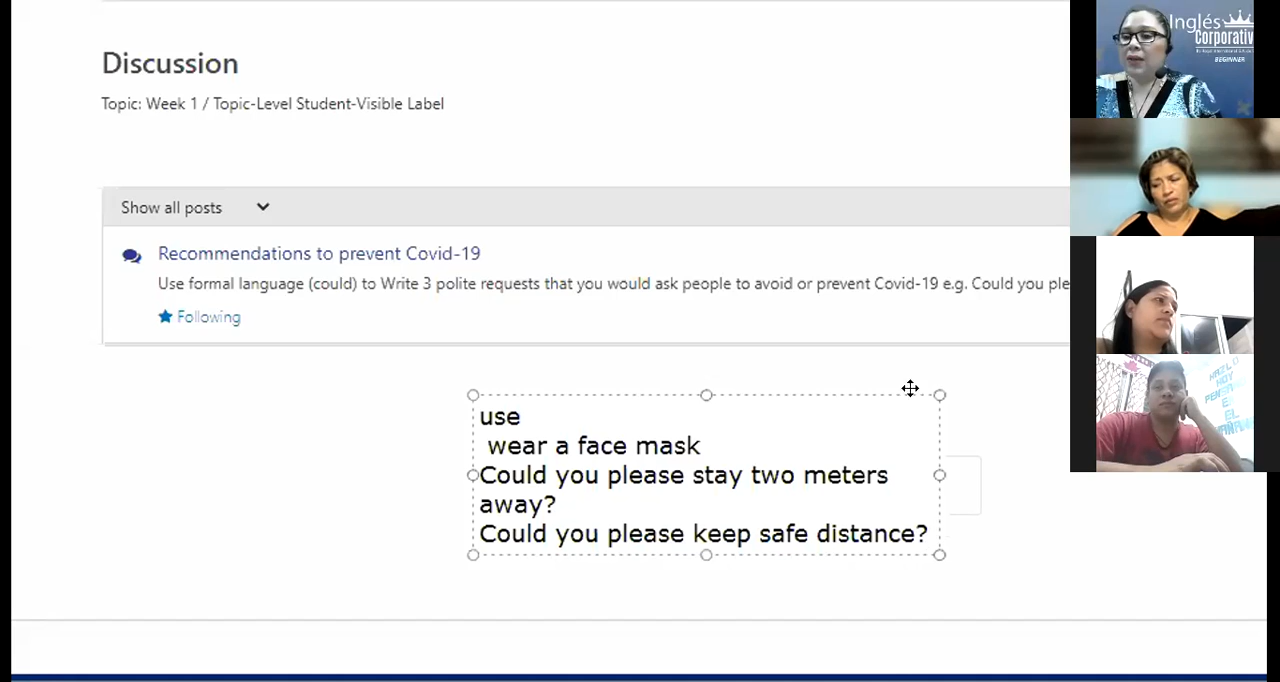 Discussion
Topic: Week 1 / Topic-Level Student-Visible Label
Show all posts
Recommendations to prevent Covid-19
Use formal language (could) to Write 3 polite requests that you would ask people to avoid or prevent Covid-19 e.g. Could you ple
Following
use
wear a face mask
Could you please stay two meters
away?
Could you please keep safe distance?
Inglés
Corporativ
BEGINNER
HAZLO
HOY
EL